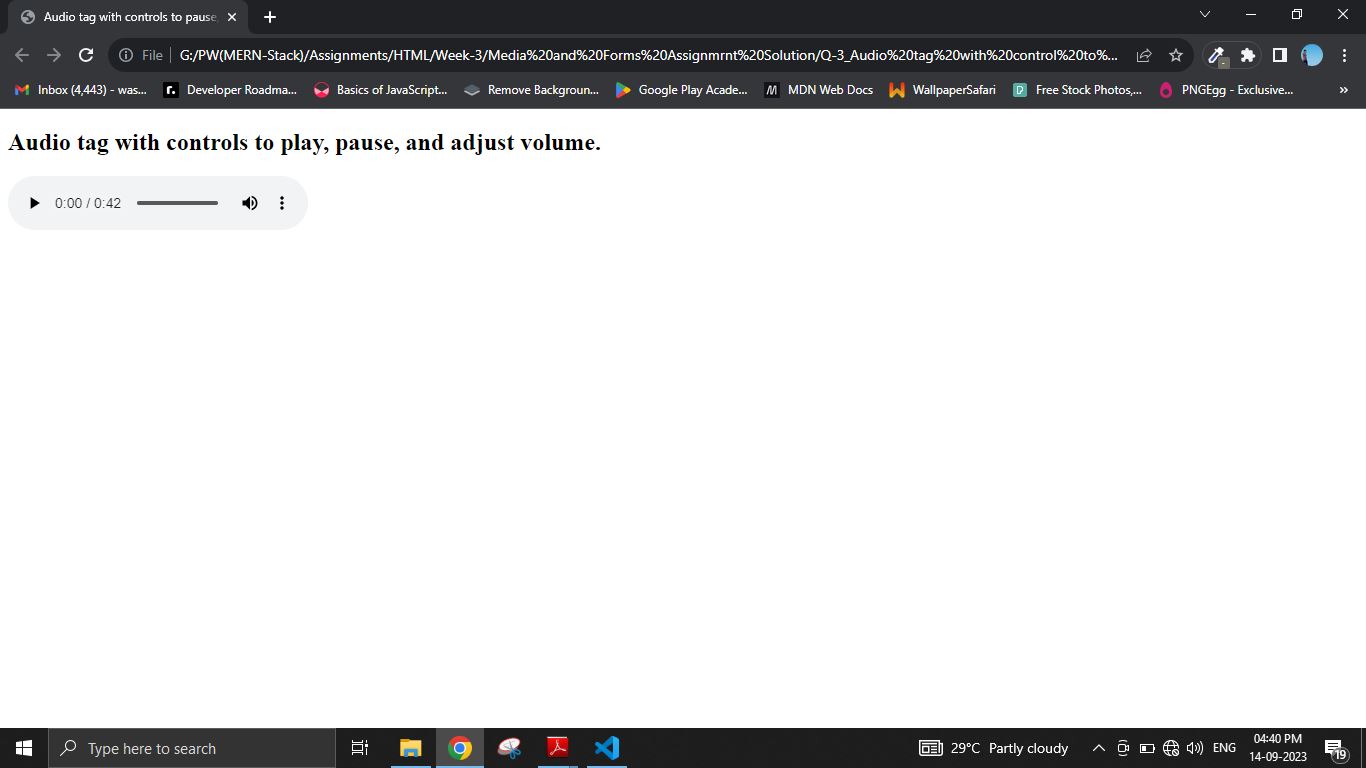 Audio tag with controls to pause,
File
G:/PW(MERN-Stack)/Assignments/HTML/Week-3/Media%20and%20Forms%20Assignmrnt%20Solution/Q-3_Audio%20tag%20with%20control%20to%...
Inbox (4,443) - was...
Developer Roadma...
Basics of JavaScript...
Remove Backgroun...
Google Play Acade...
MDN Web Docs
WallpaperSafari
Free Stock Photos,...
PNGEgg - Exclusive...
»
Audio tag with controls to play, pause, and adjust volume.
0:00 / 0:42
Type here to search
29°C Partly cloudy
ENG
04:40 PM
14-09-2023
19